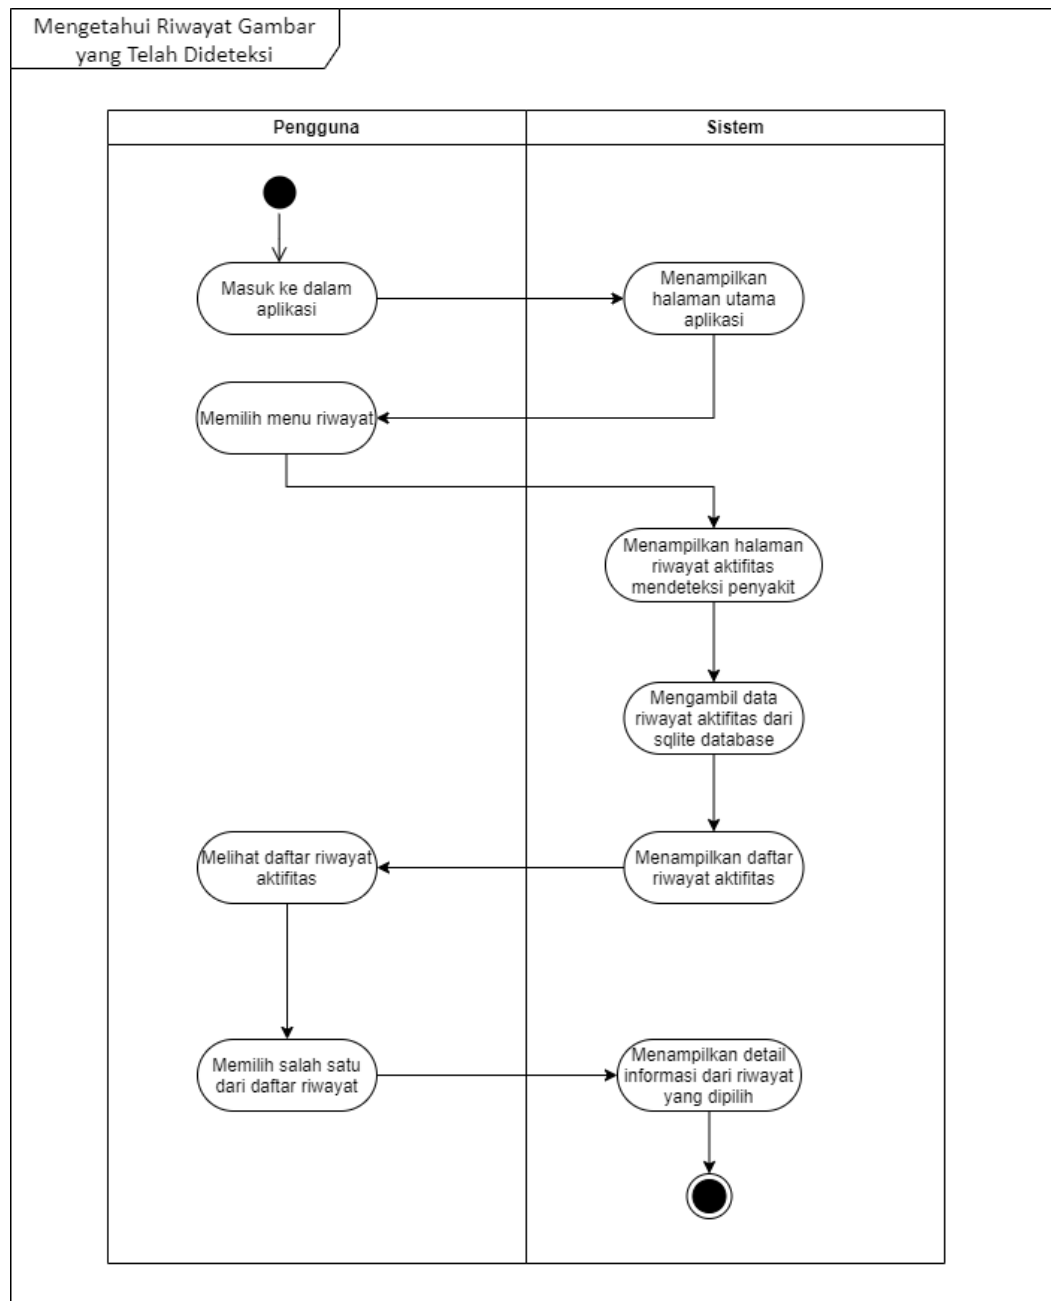 Mengetahui Riwayat Gambar
yang Telah Dideteksi
Pengguna
Sistem
Masuk ke dalam
aplikasi
Menampilkan
halaman utama
aplikasi
Memilih menu riwayat
Menampilkan halaman
riwayat aktifitas
mendeteksi penyakit
Mengambil data
riwayat aktifitas dari
sqlite database
Menampilkan daftar
riwayat aktifitas
Melihat daftar riwayat
aktifitas
Memilih salah satu
dari daftar riwayat
Menampilkan detail
informasi dari riwayat
yang dipilih